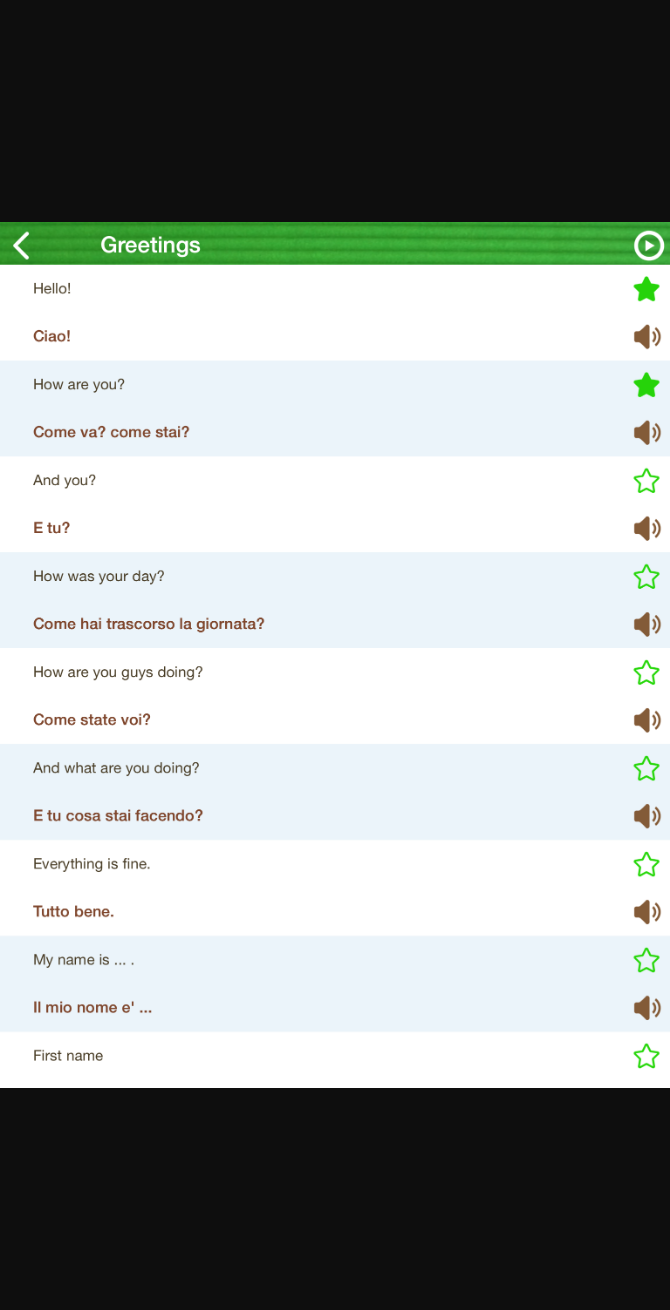 Greetings
Hello!
Ciao!
How are you?
Come va? come stai?
And you?
E tu?
How was your day?
Come hai trascorso la giornata?
How are you guys doing?
Come state voi?
And what are you doing?
E tu cosa stai facendo?
Everything is fine.
Tutto bene.
My name is ... .
Il mio nome e' ...
First name